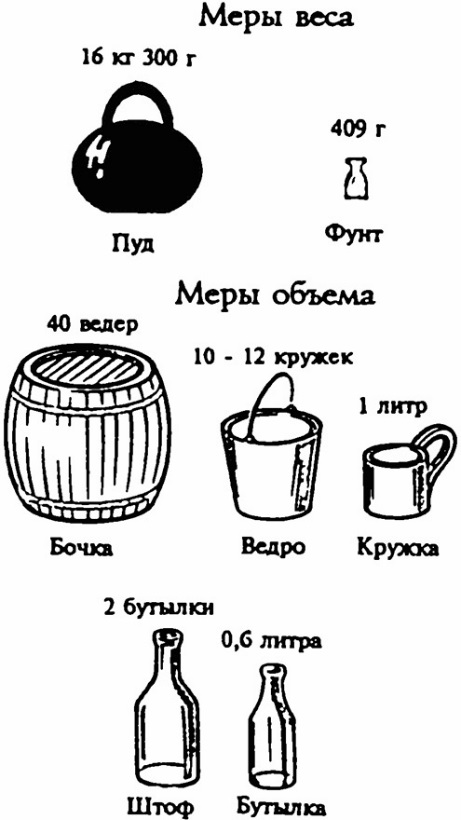 Меры веса
16 кг 300 г
409 г
Пуд
Фунт
Меры объема
40 ведер
10 - 12 кружек
1 литр
Бочка
Ведро
Кружка
2 бутылки
0,6 литра
Штоф
Бутылка